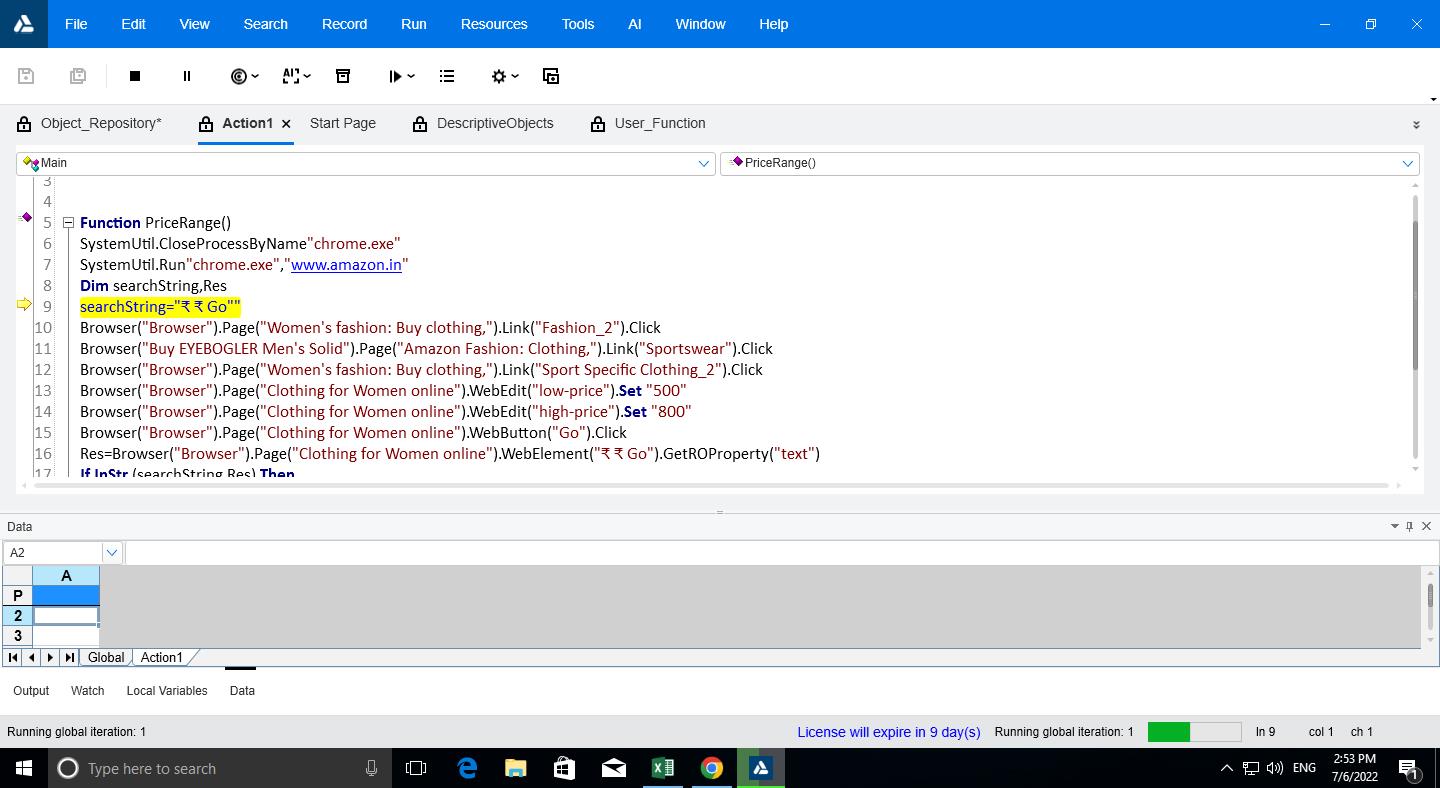 File Edit View Search Record Run Resources Tools AI Window Help
Object_Repository* Action1 × Start Page DescriptiveObjects User_Function
Main PriceRange()
3
4
5 Function PriceRange()
6 SystemUtil.CloseProcessByName"chrome.exe"
7 SystemUtil.Run"chrome.exe","www.amazon.in"
8 Dim searchString,Res
9 searchString="₹ ₹ Go""
10 Browser("Browser").Page("Women's fashion: Buy clothing,").Link("Fashion_2").Click
11 Browser("Buy EYEBOGLER Men's Solid").Page("Amazon Fashion: Clothing,").Link("Sportswear").Click
12 Browser("Browser").Page("Women's fashion: Buy clothing,").Link("Sport Specific Clothing_2").Click
13 Browser("Browser").Page("Clothing for Women online").WebEdit("low-price").Set "500"
14 Browser("Browser").Page("Clothing for Women online").WebEdit("high-price").Set "800"
15 Browser("Browser").Page("Clothing for Women online").WebButton("Go").Click
16 Res=Browser("Browser").Page("Clothing for Women online").WebElement("₹ ₹ Go").GetROProperty("text")
17 If InStr (searchString,Res) Then
Data
A2
A
P
2
3
Global Action1
Output Watch Local Variables Data
Running global iteration: 1 License will expire in 9 day(s) Running global iteration: 1 ln 9 col 1 ch 1
Type here to search ENG 2:53 PM
7/6/2022 1